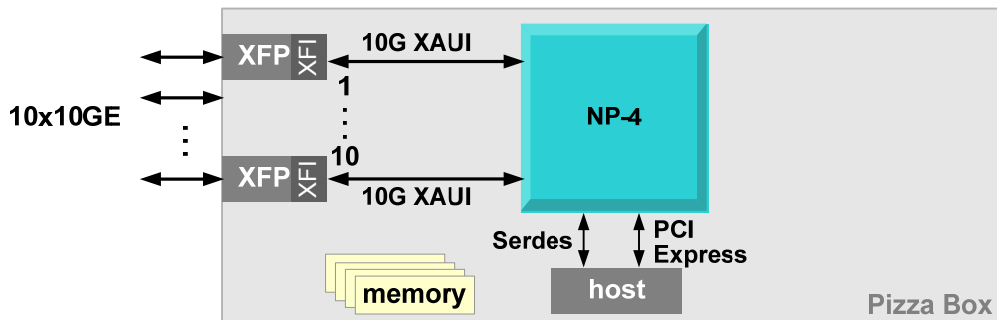 10G XAUI
XFP XFI
1
10x10GE
NP-4
10
XFP XFI
10G XAUI
Serdes
PCI
Express
memory
host
Pizza Box